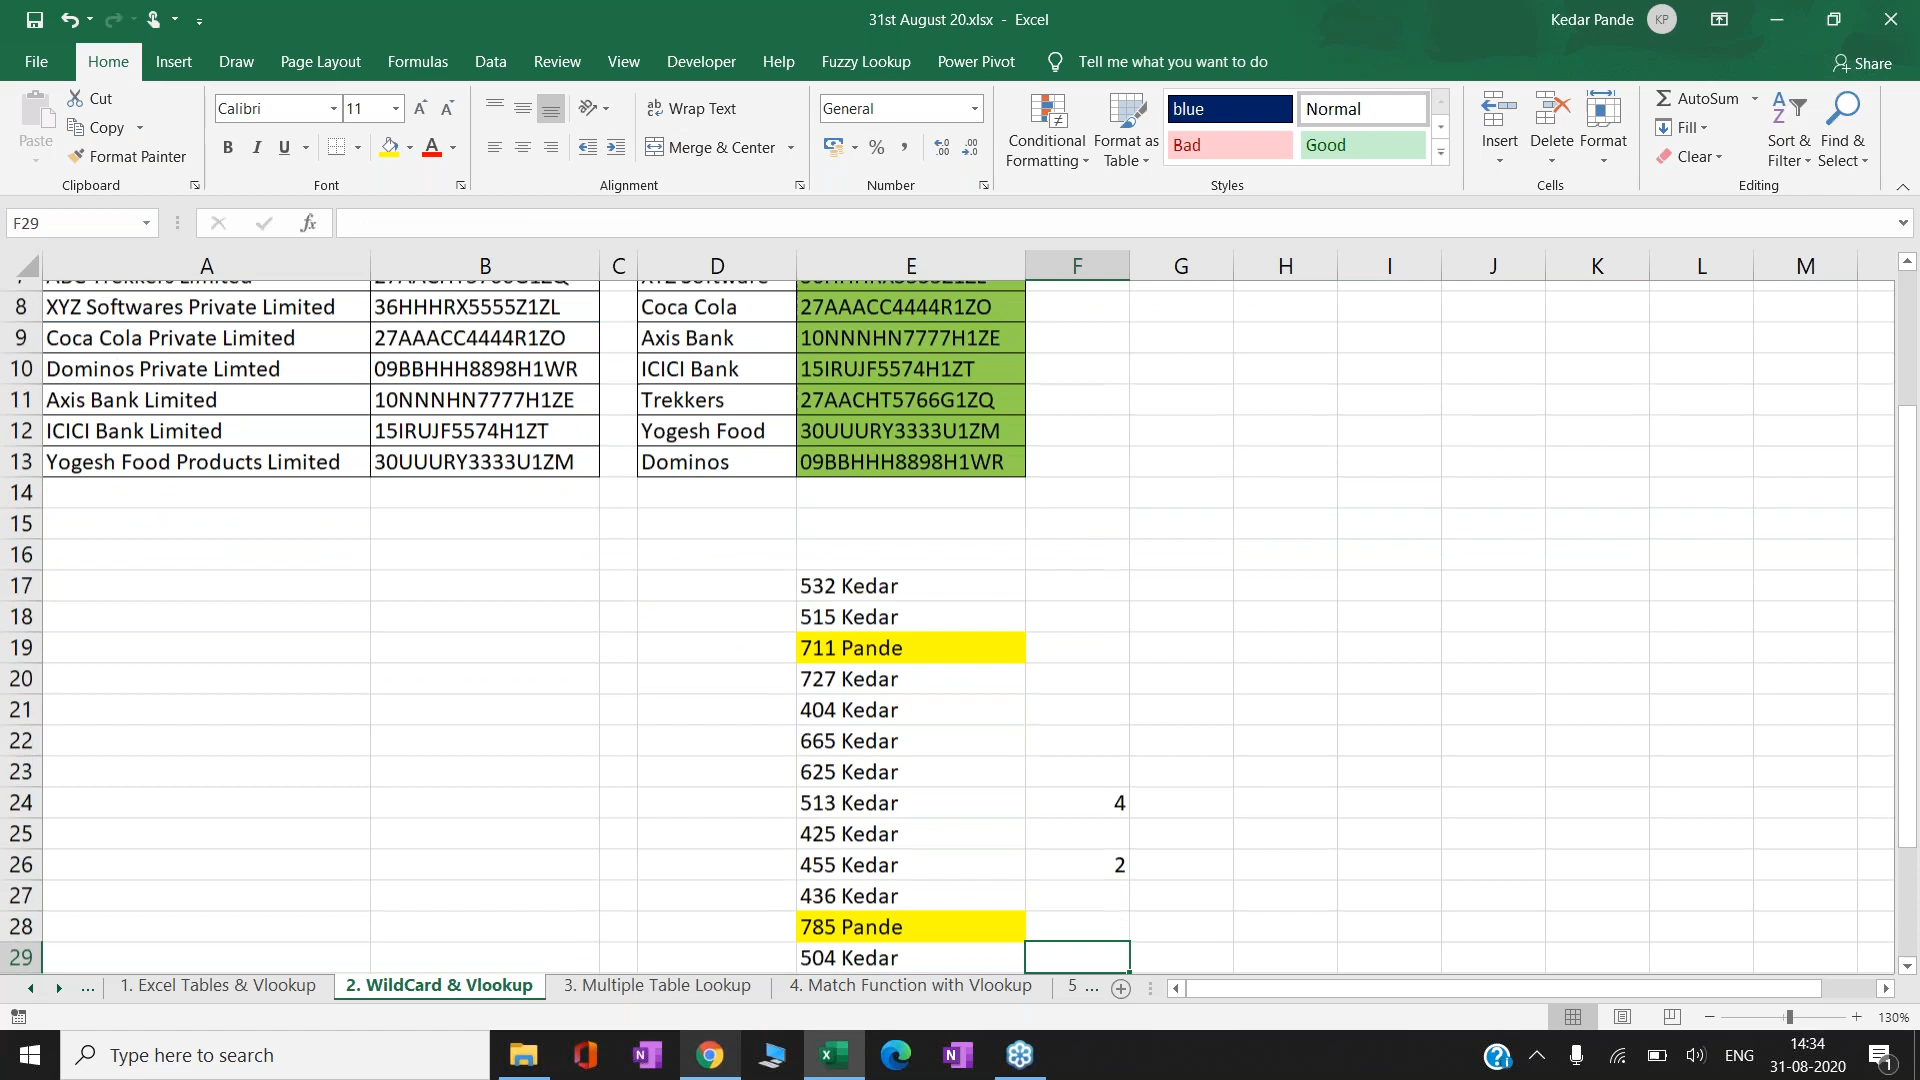 31st August 20.xlsx - Excel
Kedar Pande
KP
File Home Insert Draw Page Layout Formulas Data Review View Developer Help Fuzzy Lookup Power Pivot Tell me what you want to do
Share
Paste
Cut
Copy
Format Painter
Clipboard
Calibri 11
B I U
Font
Wrap Text
Merge & Center
Alignment
General
Number
Conditional Formatting
Format as Table
blue Normal
Bad Good
Styles
Insert Delete Format
Cells
AutoSum
Fill
Clear
Sort & Filter
Find & Select
Editing
F29
fx
A B C D E F G H I J K L M
8 XYZ Softwares Private Limited 36HHHRX5555Z1ZL Coca Cola 27AAACC4444R1ZO
9 Coca Cola Private Limited 27AAACC4444R1ZO Axis Bank 10NNNHN7777H1ZE
10 Dominos Private Limted 09BBHHH8898H1WR ICICI Bank 15IRUJF5574H1ZT
11 Axis Bank Limited 10NNNHN7777H1ZE Trekkers 27AACHT5766G1ZQ
12 ICICI Bank Limited 15IRUJF5574H1ZT Yogesh Food 30UUURY3333U1ZM
13 Yogesh Food Products Limited 30UUURY3333U1ZM Dominos 09BBHHH8898H1WR
14
15
16
17 532 Kedar
18 515 Kedar
19 711 Pande
20 727 Kedar
21 404 Kedar
22 665 Kedar
23 625 Kedar
24 513 Kedar 4
25 425 Kedar
26 455 Kedar 2
27 436 Kedar
28 785 Pande
29 504 Kedar
... 1. Excel Tables & Vlookup 2. WildCard & Vlookup 3. Multiple Table Lookup 4. Match Function with Vlookup 5 ...
130%
Type here to search
ENG
14:34
31-08-2020
1